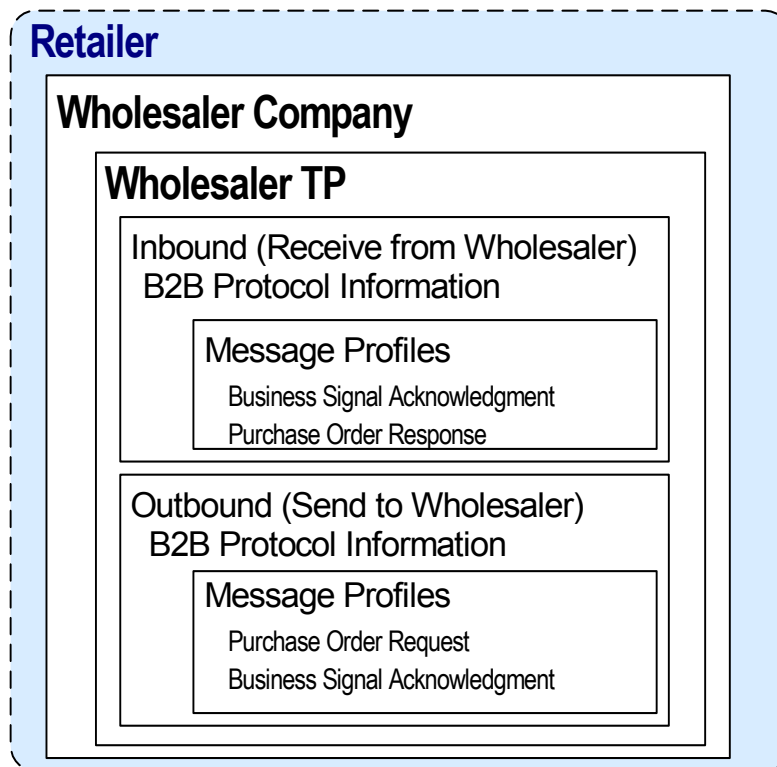 Retailer
Wholesaler Company
Wholesaler TP
Inbound (Receive from Wholesaler)
B2B Protocol Information
Message Profiles
Business Signal Acknowledgment
Purchase Order Response
Outbound (Send to Wholesaler)
B2B Protocol Information
Message Profiles
Purchase Order Request
Business Signal Acknowledgment